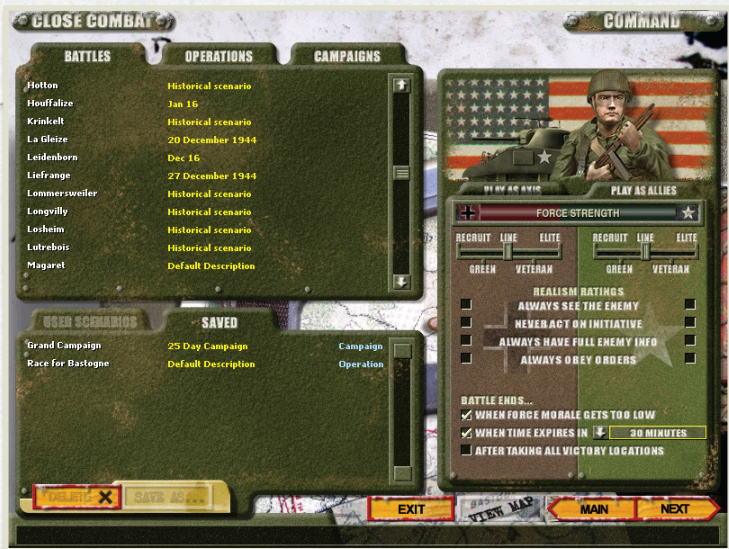 CLOSE COMBAT
COMMAND
BATTLES OPERATIONS CAMPAIGNS
Hotton Historical scenario
Houffalize Jan 16
Krinkelt Historical scenario
La Gleize 20 December 1944
Leidenborn Dec 16
Liefrange 27 December 1944
Lommersweiler Historical scenario
Longvilly Historical scenario
Losheim Historical scenario
Lutrebois Historical scenario
Magaret Default Description
USER SCENARIOS SAVED
Grand Campaign 25 Day Campaign Campaign
Race for Bastogne Default Description Operation
DELETE SAVE AS...
PLAY AS AXIS PLAY AS ALLIES
FORCE STRENGTH
RECRUIT LINE ELITE RECRUIT LINE ELITE
GREEN VETERAN GREEN VETERAN
REALISM RATINGS
ALWAYS SEE THE ENEMY
NEVER ACT ON INITIATIVE
ALWAYS HAVE FULL ENEMY INFO
ALWAYS OBEY ORDERS
BATTLE ENDS...
WHEN FORCE MORALE GETS TOO LOW
WHEN TIME EXPIRES IN 30 MINUTES
AFTER TAKING ALL VICTORY LOCATIONS
EXIT VIEW MAP MAIN NEXT